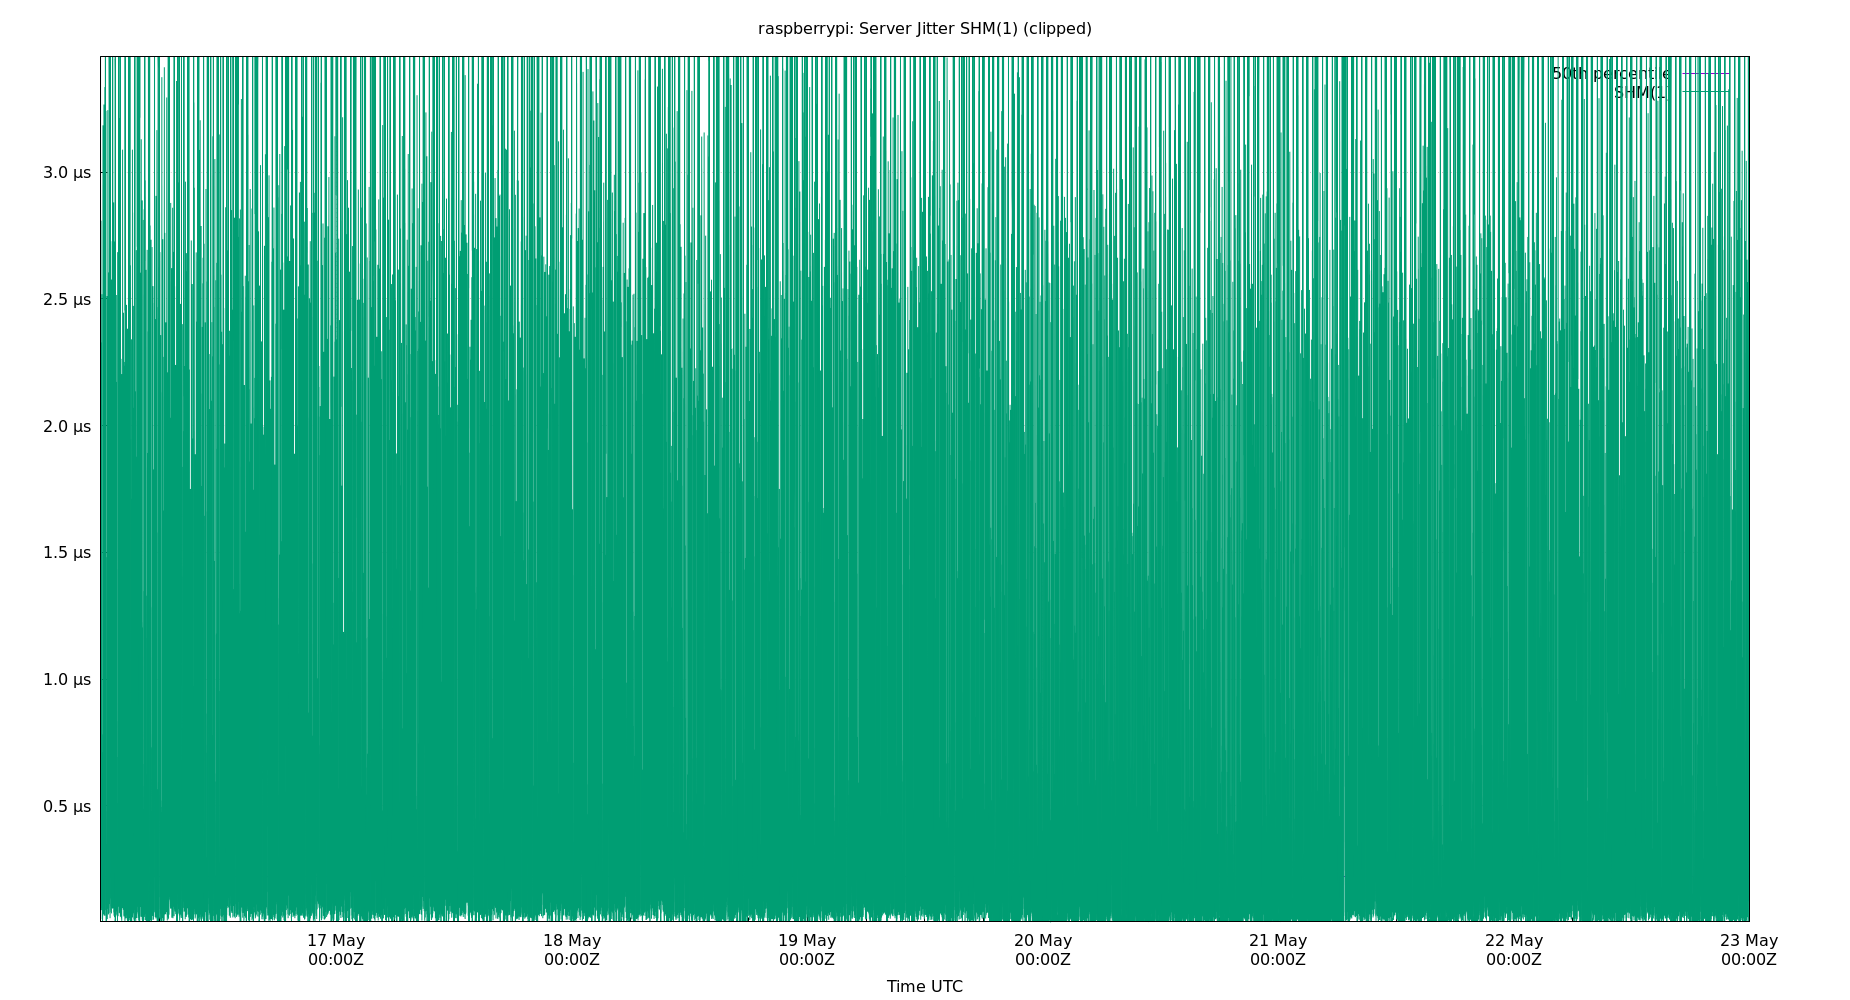 raspberrypi: Server Jitter SHM(1) (clipped)
50th percentile
SHM(1)
3.0 µs
2.5 µs
2.0 µs
1.5 µs
1.0 µs
0.5 µs
17 May
00:00Z
18 May
00:00Z
19 May
00:00Z
20 May
00:00Z
21 May
00:00Z
22 May
00:00Z
23 May
00:00Z
Time UTC